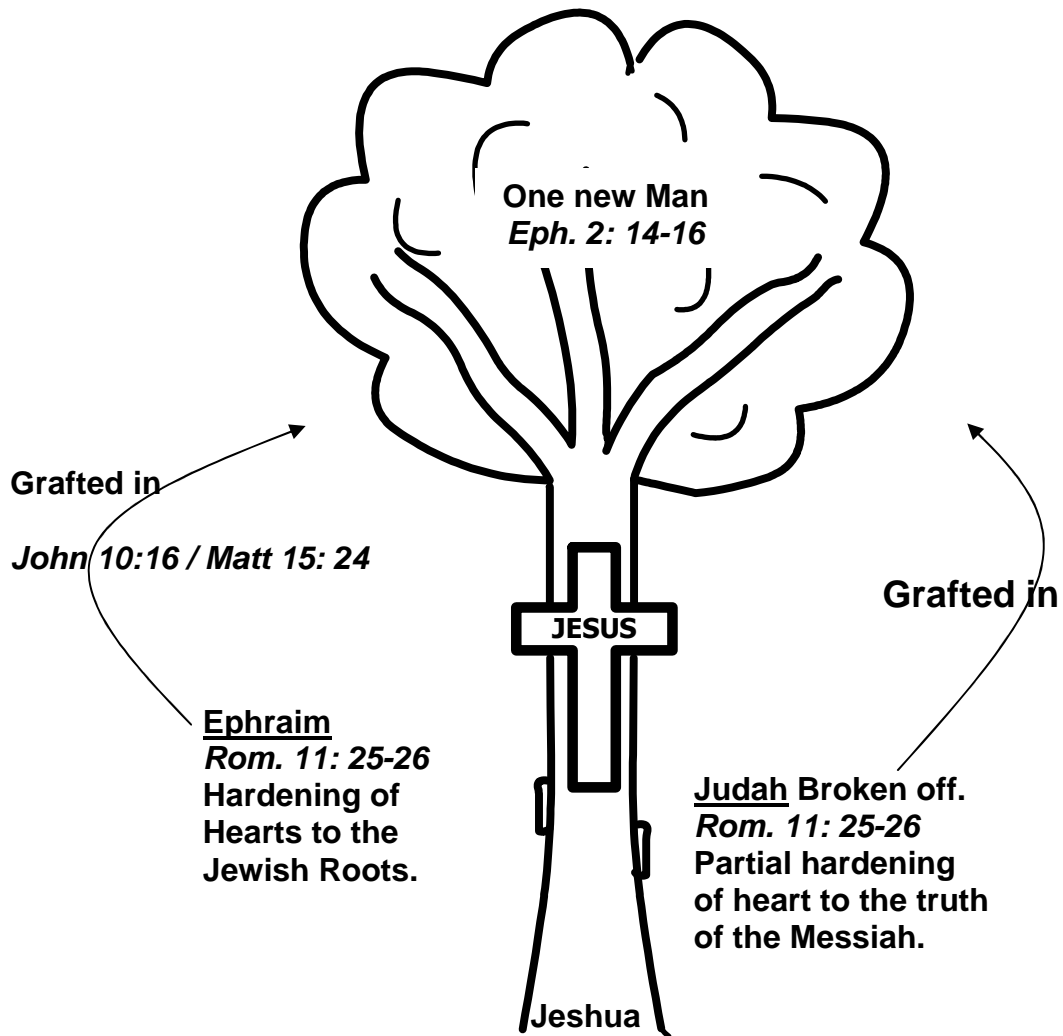 One new Man
Eph. 2: 14-16
Grafted in
John 10:16 / Matt 15: 24
Grafted in
JESUS
Ephraim
Rom. 11: 25-26
Hardening of
Hearts to the
Jewish Roots.
Judah Broken off.
Rom. 11: 25-26
Partial hardening
of heart to the truth
of the Messiah.
Jeshua